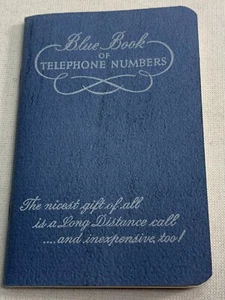 Blue Book
OF
TELEPHONE NUMBERS
The nicest gift of all
is a Long Distance call
....and inexpensive, too!